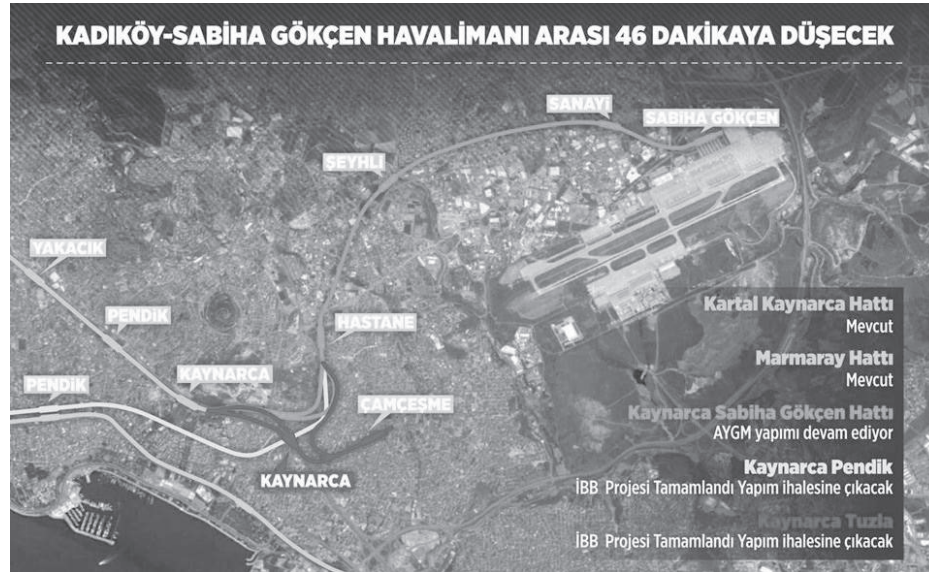 KADIKÖY-SABİHA GÖKÇEN HAVALİMANI ARASI 46 DAKİKAYA DÜŞECEK
SANAYİ
SABİHA GÖKÇEN
ŞEYHLİ
YAKACIK
PENDİK
HASTANE
KAYNARCA
PENDİK
ÇAMÇEŞME
KAYNARCA
Kartal Kaynarca Hattı
Mevcut
Marmaray Hattı
Mevcut
Kaynarca Sabiha Gökçen Hattı
AYGM yapımı devam ediyor
Kaynarca Pendik
İBB Projesi Tamamlandı Yapım ihalesine çıkacak
Kaynarca Tuzla
İBB Projesi Tamamlandı Yapım ihalesine çıkacak